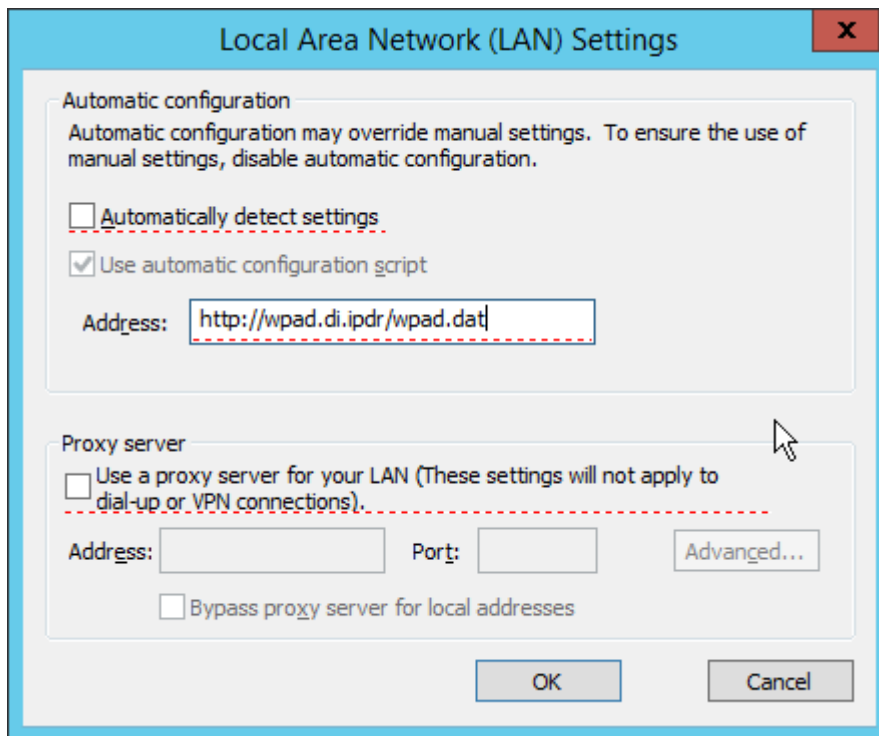 Local Area Network (LAN) Settings
x
Automatic configuration
Automatic configuration may override manual settings. To ensure the use of
manual settings, disable automatic configuration.
Automatically detect settings
Use automatic configuration script
Address: http://wpad.di.ipdr/wpad.dat
Proxy server
Use a proxy server for your LAN (These settings will not apply to
dial-up or VPN connections).
Address: Port: Advanced...
Bypass proxy server for local addresses
OK Cancel